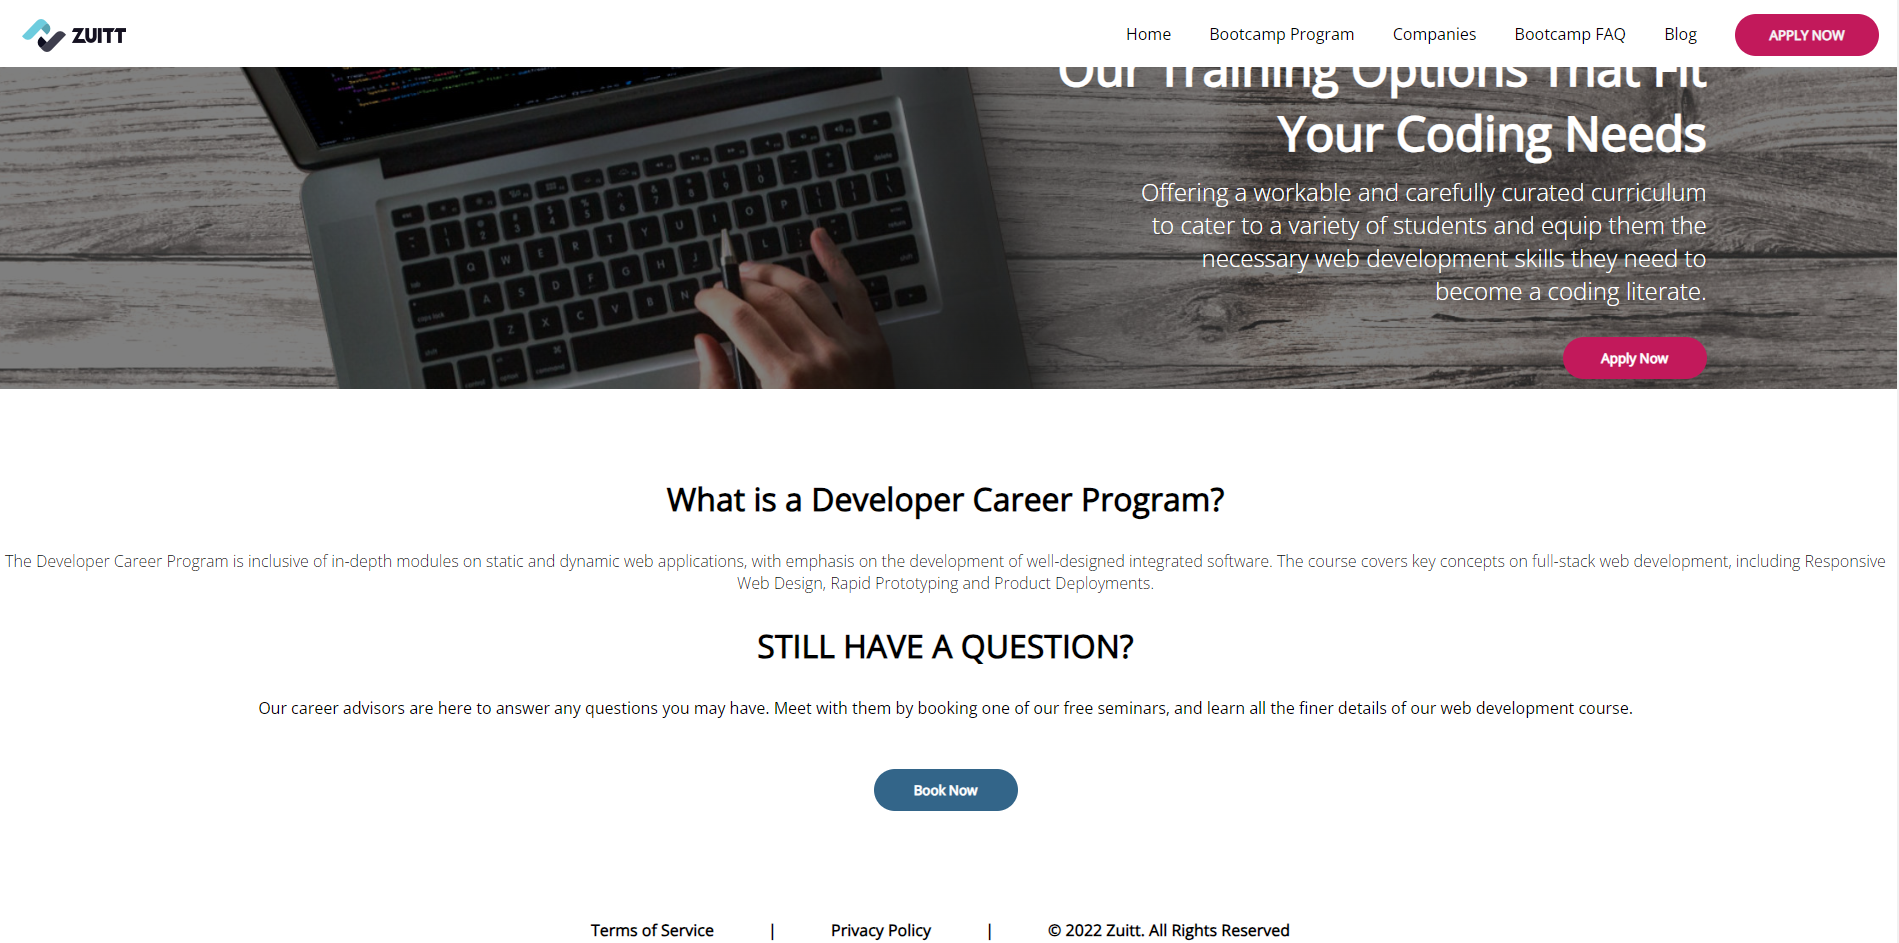 ZUITT
Home
Bootcamp Program
Companies
Bootcamp FAQ
Blog
APPLY NOW
Our Training Options That Fit
Your Coding Needs
Offering a workable and carefully curated curriculum
to cater to a variety of students and equip them the
necessary web development skills they need to
become a coding literate.
Apply Now
What is a Developer Career Program?
The Developer Career Program is inclusive of in-depth modules on static and dynamic web applications, with emphasis on the development of well-designed integrated software. The course covers key concepts on full-stack web development, including Responsive
Web Design, Rapid Prototyping and Product Deployments.
STILL HAVE A QUESTION?
Our career advisors are here to answer any questions you may have. Meet with them by booking one of our free seminars, and learn all the finer details of our web development course.
Book Now
Terms of Service | Privacy Policy | © 2022 Zuitt. All Rights Reserved